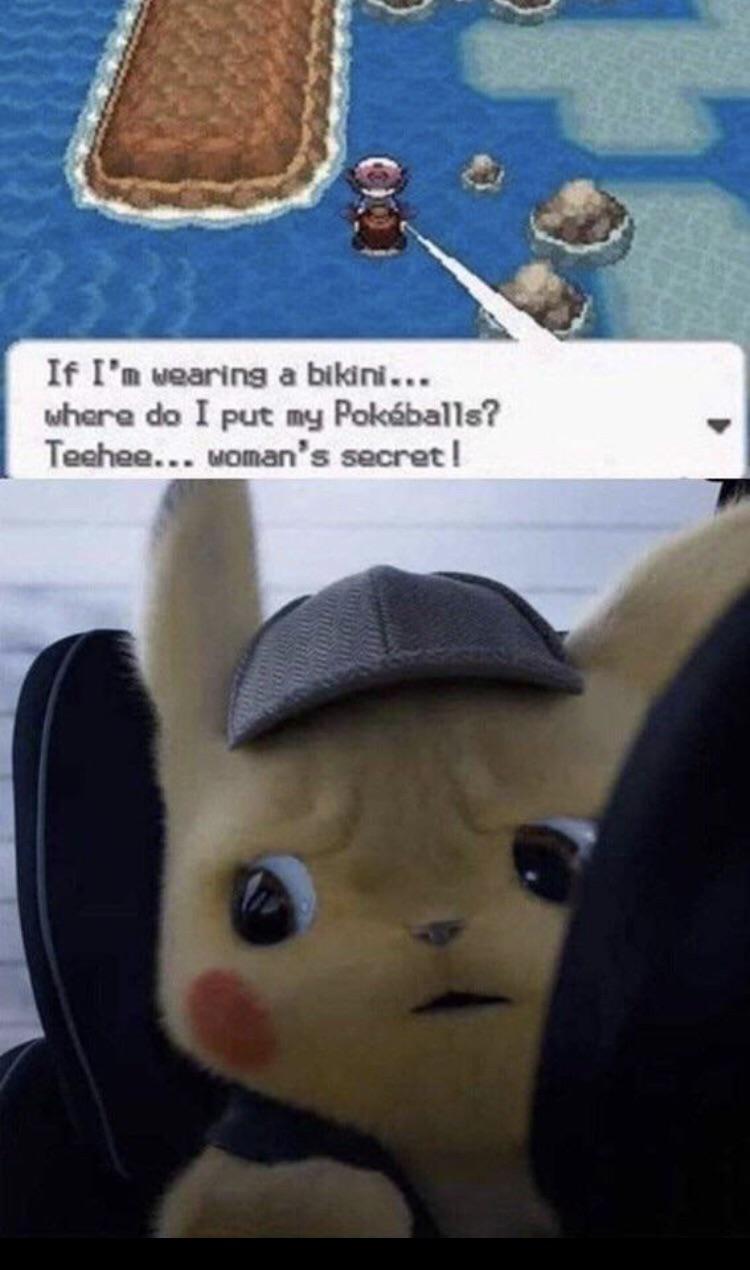 If I'm wearing a bikini...
where do I put my Pokéballs?
Teehee... woman's secret!